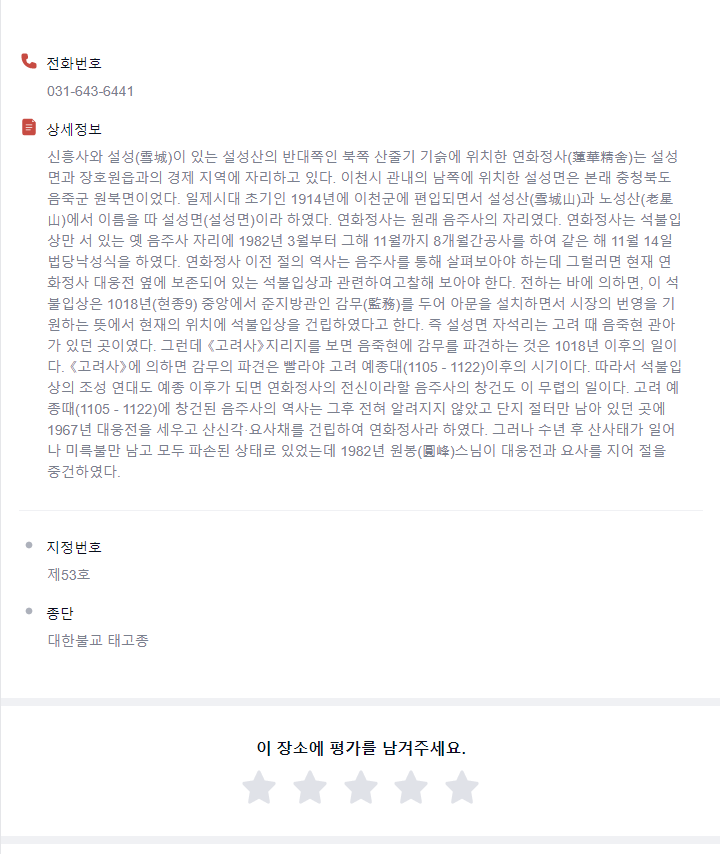 전화번호
031-643-6441
상세정보
신흥사와 설성(雪城)이 있는 설성산의 반대쪽인 북쪽 산줄기 기슭에 위치한 연화정사(蓮華精舍)는 설성
면과 장호원읍과의 경제 지역에 자리하고 있다. 이천시 관내의 남쪽에 위치한 설성면은 본래 충청북도
음죽군 원북면이었다. 일제시대 초기인 1914년에 이천군에 편입되면서 설성산(雪城山)과 노성산(老星
山)에서 이름을 따 설성면(설성면)이라 하였다. 연화정사는 원래 음주사의 자리였다. 연화정사는 석불입
상만 서 있는 옛 음주사 자리에 1982년 3월부터 그해 11월까지 8개월간공사를 하여 같은 해 11월 14일
법당낙성식을 하였다. 연화정사 이전 절의 역사는 음주사를 통해 살펴보아야 하는데 그럴러면 현재 연
화정사 대웅전 옆에 보존되어 있는 석불입상과 관련하여고찰해 보아야 한다. 전하는 바에 의하면, 이 석
불입상은 1018년(현종9) 중앙에서 준지방관인 감무(監務)를 두어 아문을 설치하면서 시장의 번영을 기
원하는 뜻에서 현재의 위치에 석불입상을 건립하였다고 한다. 즉 설성면 자석리는 고려 때 음죽현 관아
가 있던 곳이였다. 그런데 《고려사》지리지를 보면 음죽현에 감무를 파견하는 것은 1018년 이후의 일이
다. 《고려사》에 의하면 감무의 파견은 빨라야 고려 예종대(1105 - 1122)이후의 시기이다. 따라서 석불입
상의 조성 연대도 예종 이후가 되면 연화정사의 전신이라할 음주사의 창건도 이 무렵의 일이다. 고려 예
종때(1105 - 1122)에 창건된 음주사의 역사는 그후 전혀 알려지지 않았고 단지 절터만 남아 있던 곳에
1967년 대웅전을 세우고 산신각·요사채를 건립하여 연화정사라 하였다. 그러나 수년 후 산사태가 일어
나 미륵불만 남고 모두 파손된 상태로 있었는데 1982년 원봉(圓峰)스님이 대웅전과 요사를 지어 절을
중건하였다.
지정번호
제53호
종단
대한불교 태고종
이 장소에 평가를 남겨주세요.